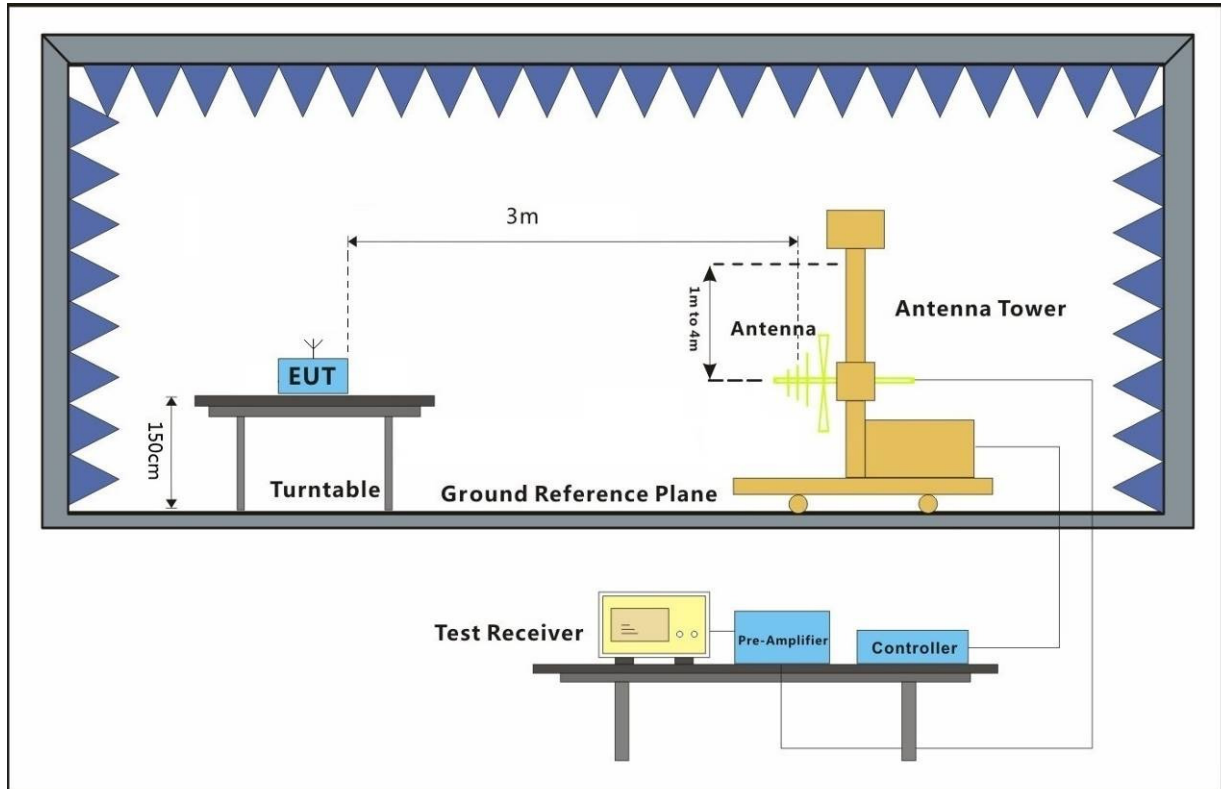 3m
1m to 4m
Antenna Tower
Antenna
EUT
150cm
Turntable
Ground Reference Plane
Test Receiver
Pre-Amplifier
Controller